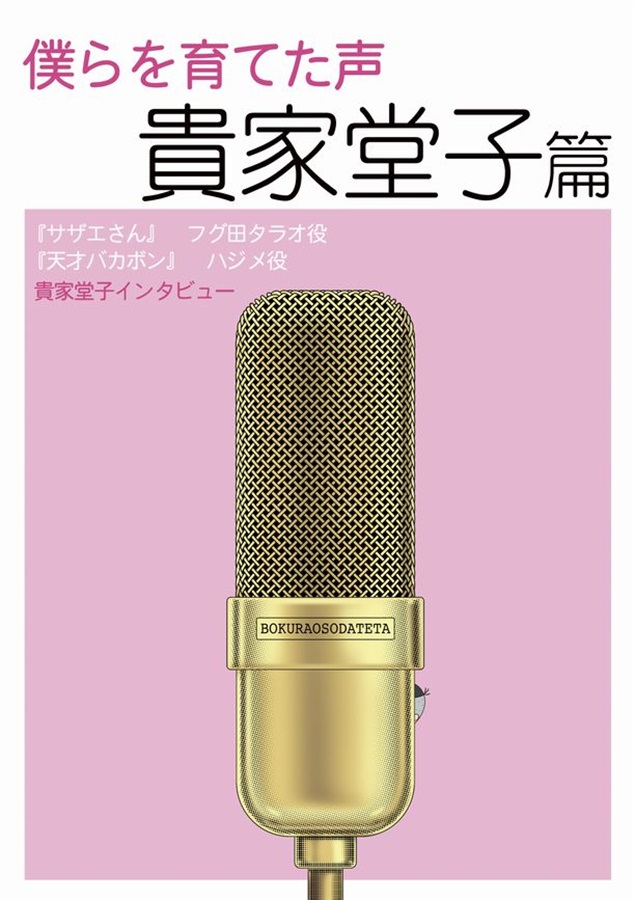 僕らを育てた声
貴家堂子篇
『サザエさん』　フグ田タラオ役
『天才バカボン』　ハジメ役
貴家堂子インタビュー
BOKURAOSODATETA